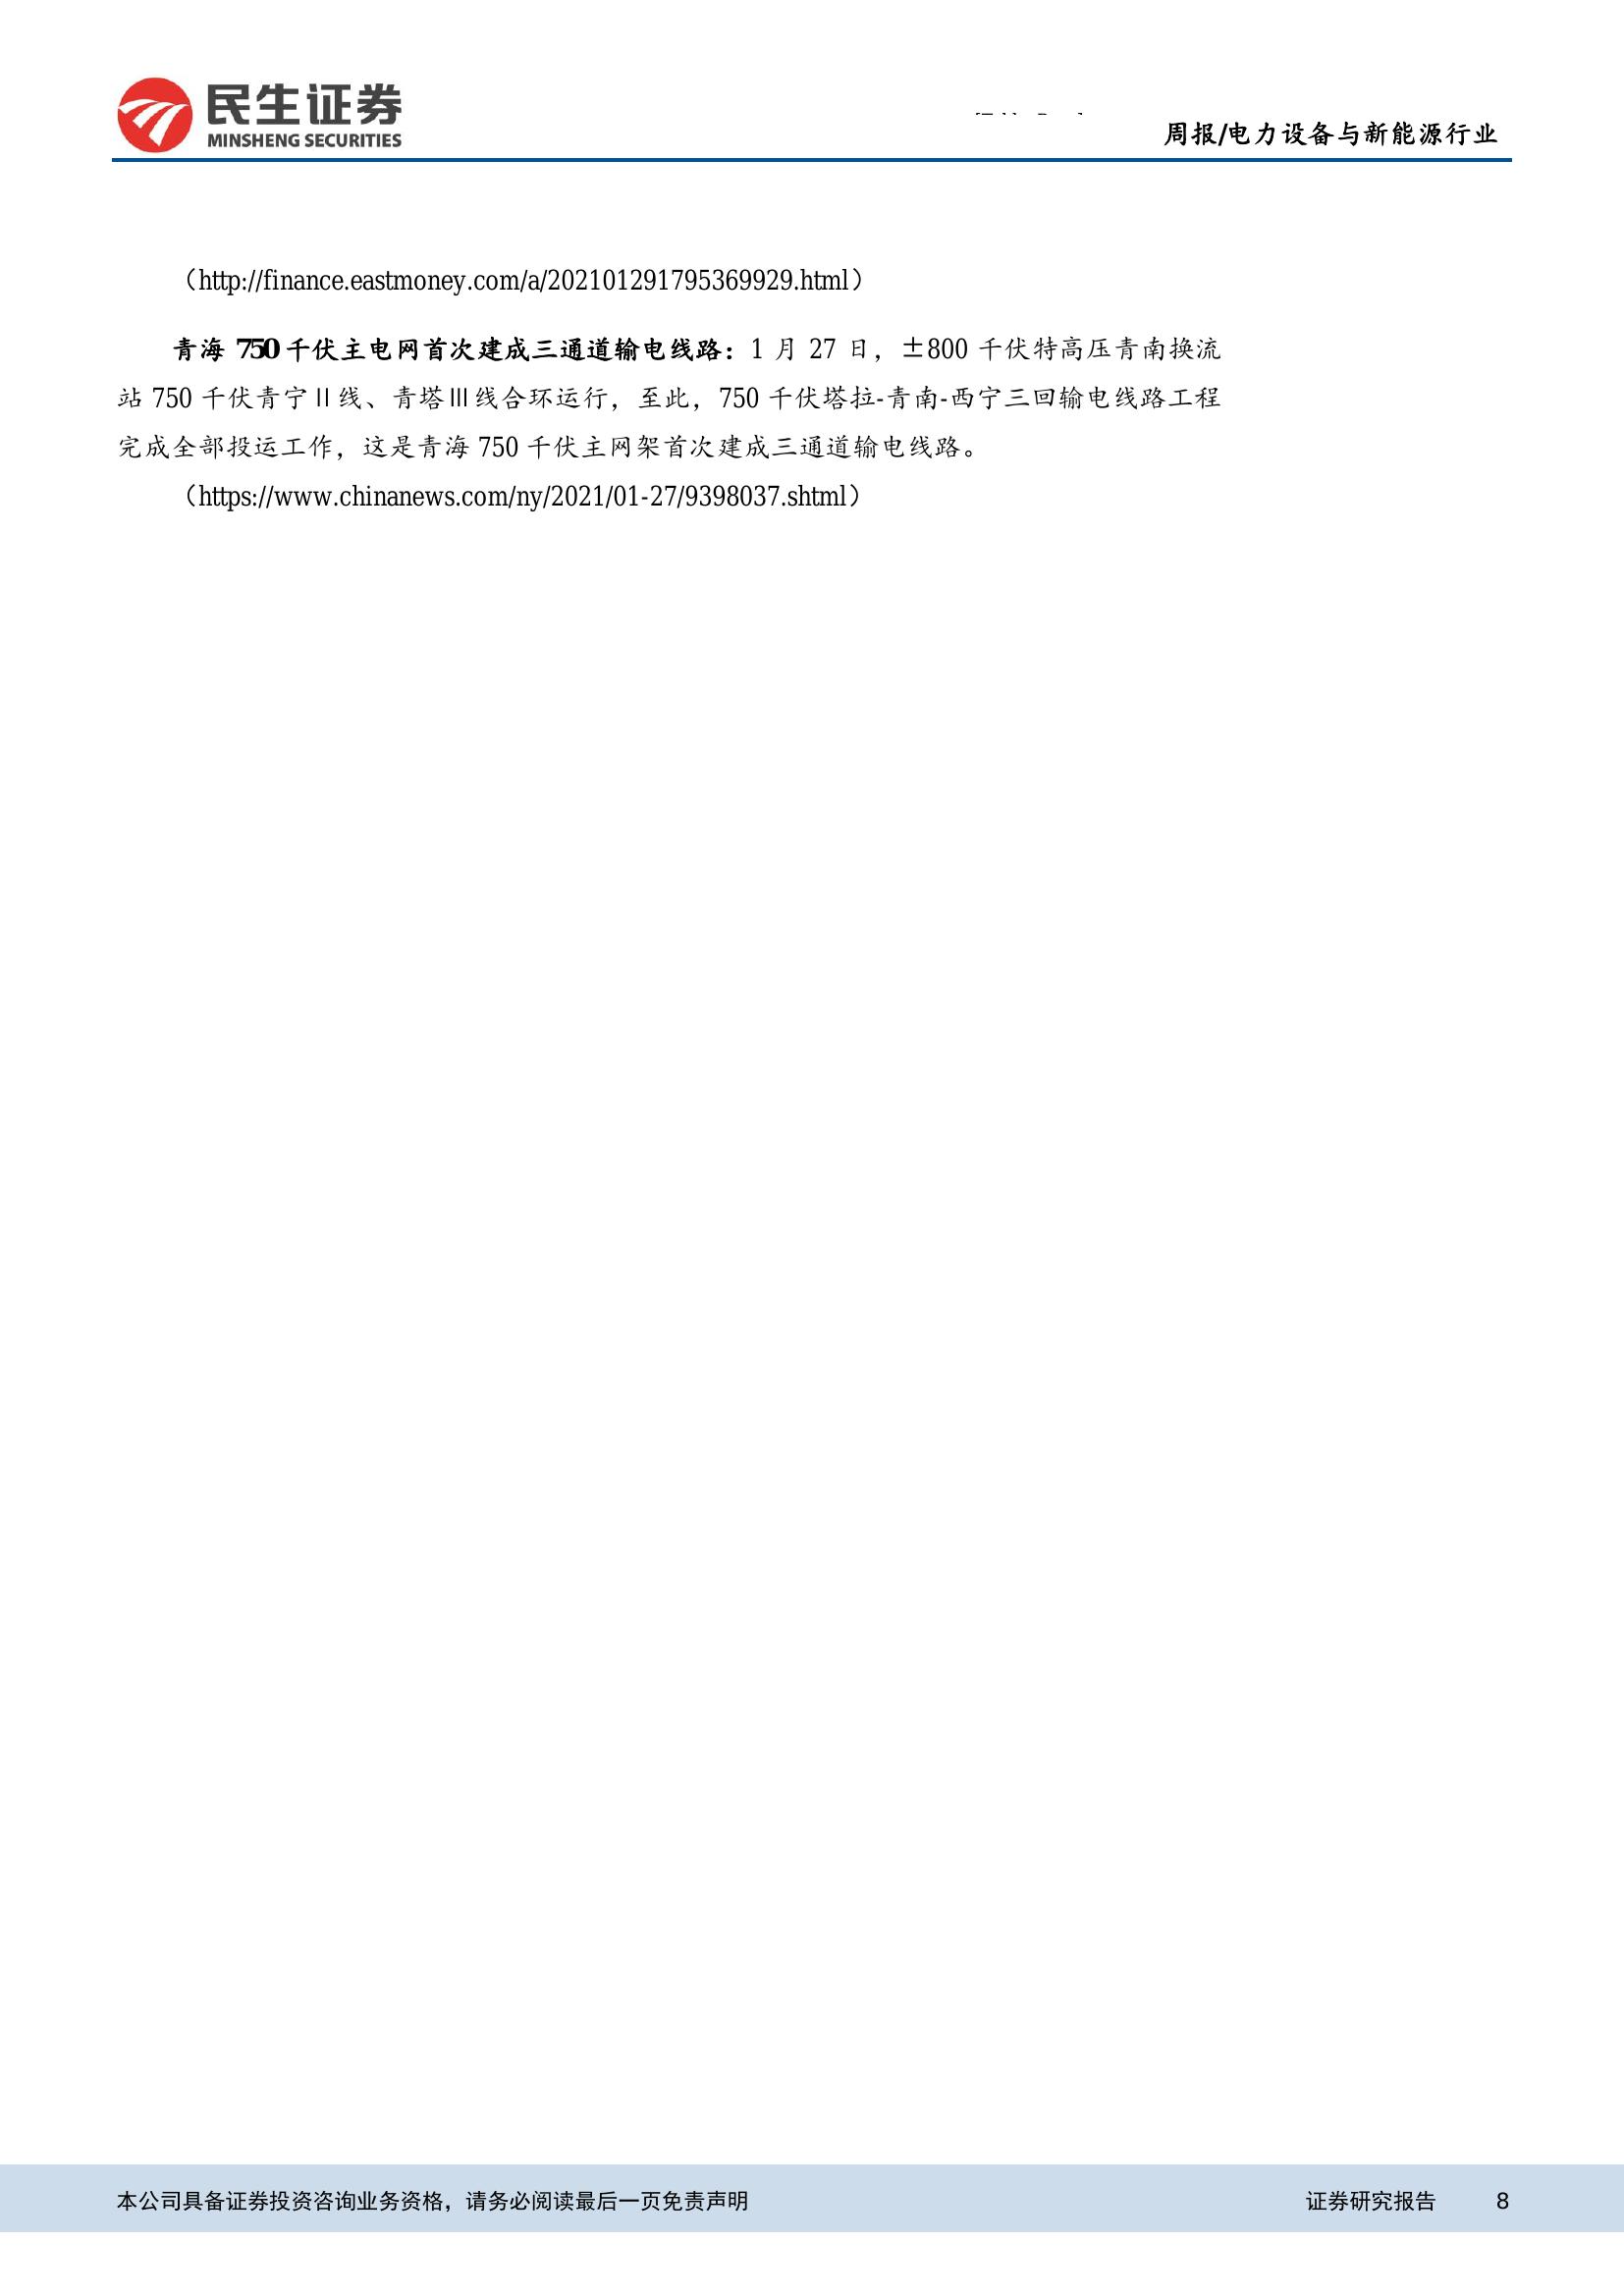 民生证券
MINSHENG SECURITIES
周报/电力设备与新能源行业
（http://finance.eastmoney.com/a/202101291795369929.html）
青海 750 千伏主电网首次建成三通道输电线路：1 月 27 日，±800 千伏特高压青南换流
站 750 千伏青宁Ⅱ线、青塔Ⅲ线合环运行，至此，750 千伏塔拉-青南-西宁三回输电线路工程
完成全部投运工作，这是青海 750 千伏主网架首次建成三通道输电线路。
（https://www.chinanews.com/ny/2021/01-27/9398037.shtml）
本公司具备证券投资咨询业务资格，请务必阅读最后一页免责声明
证券研究报告 8